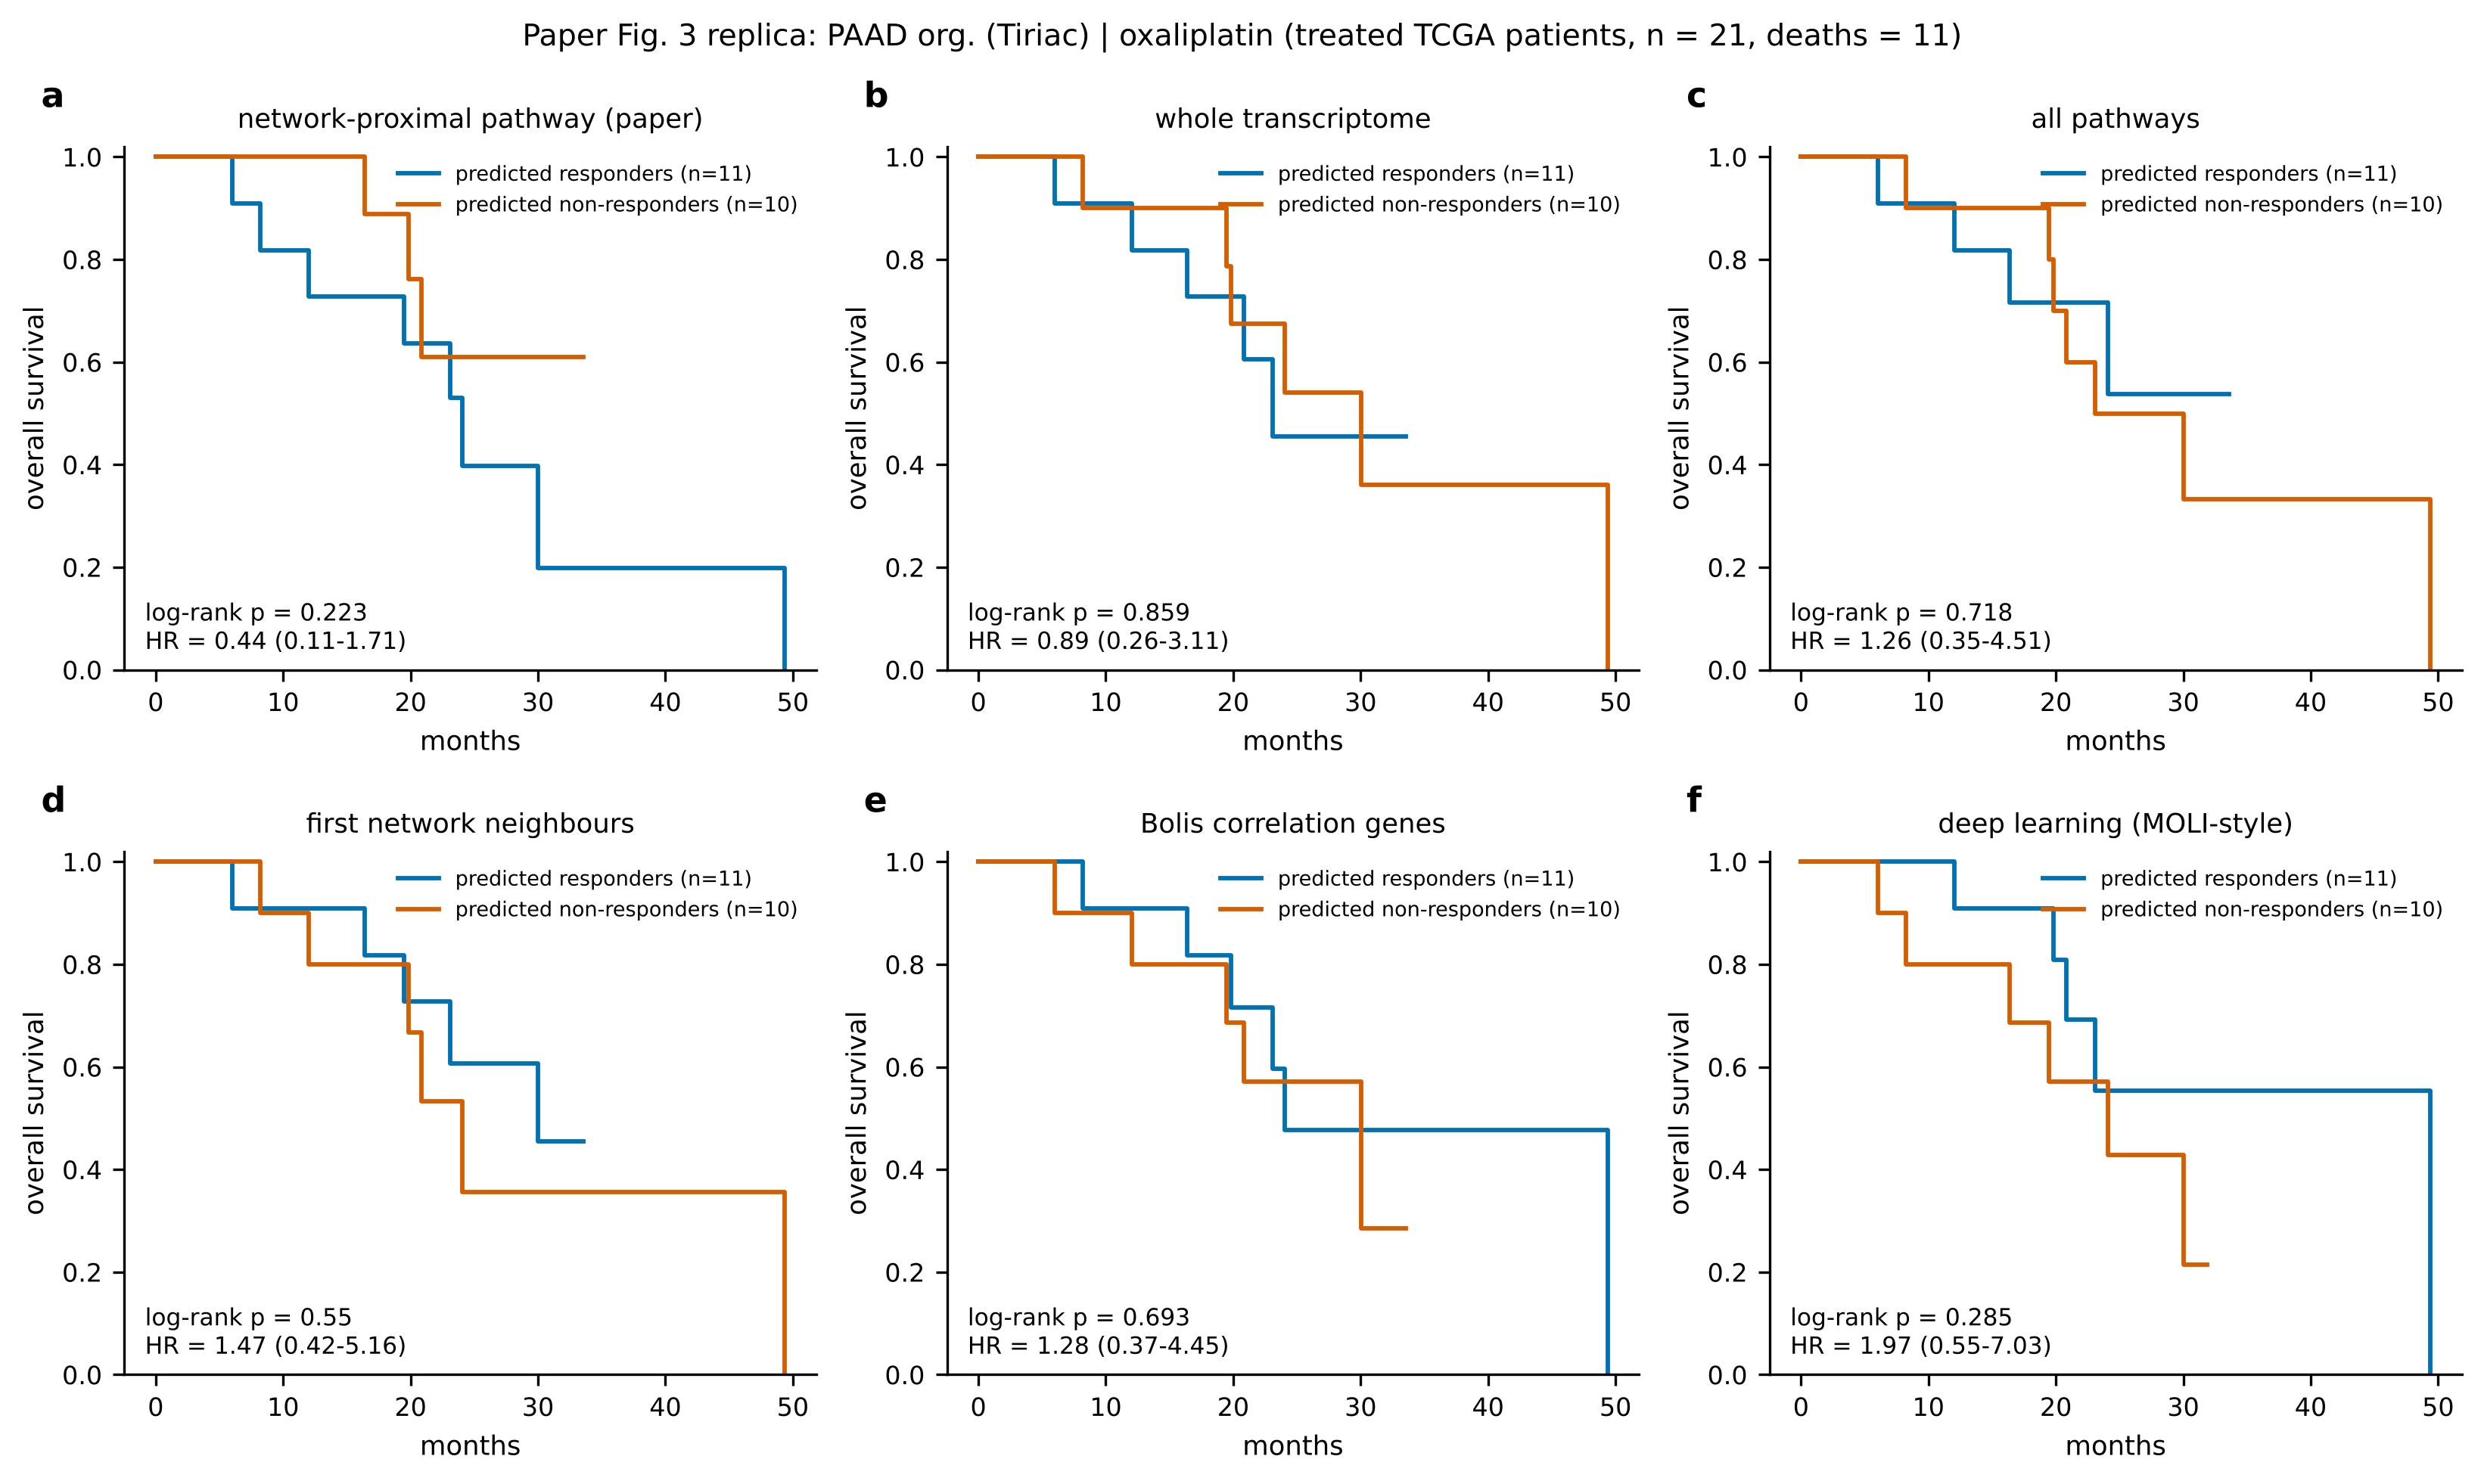 Paper Fig. 3 replica: PAAD org. (Tiriac) | oxaliplatin (treated TCGA patients, n = 21, deaths = 11)
a
network-proximal pathway (paper)
1.0
0.8
0.6
0.4
0.2
0.0
overall survival
predicted responders (n=11)
predicted non-responders (n=10)
log-rank p = 0.223
HR = 0.44 (0.11-1.71)
0 10 20 30 40 50
months
b
whole transcriptome
1.0
0.8
0.6
0.4
0.2
0.0
overall survival
predicted responders (n=11)
predicted non-responders (n=10)
log-rank p = 0.859
HR = 0.89 (0.26-3.11)
0 10 20 30 40 50
months
c
all pathways
1.0
0.8
0.6
0.4
0.2
0.0
overall survival
predicted responders (n=11)
predicted non-responders (n=10)
log-rank p = 0.718
HR = 1.26 (0.35-4.51)
0 10 20 30 40 50
months
d
first network neighbours
1.0
0.8
0.6
0.4
0.2
0.0
overall survival
predicted responders (n=11)
predicted non-responders (n=10)
log-rank p = 0.55
HR = 1.47 (0.42-5.16)
0 10 20 30 40 50
months
e
Bolis correlation genes
1.0
0.8
0.6
0.4
0.2
0.0
overall survival
predicted responders (n=11)
predicted non-responders (n=10)
log-rank p = 0.693
HR = 1.28 (0.37-4.45)
0 10 20 30 40 50
months
f
deep learning (MOLI-style)
1.0
0.8
0.6
0.4
0.2
0.0
overall survival
predicted responders (n=11)
predicted non-responders (n=10)
log-rank p = 0.285
HR = 1.97 (0.55-7.03)
0 10 20 30 40 50
months